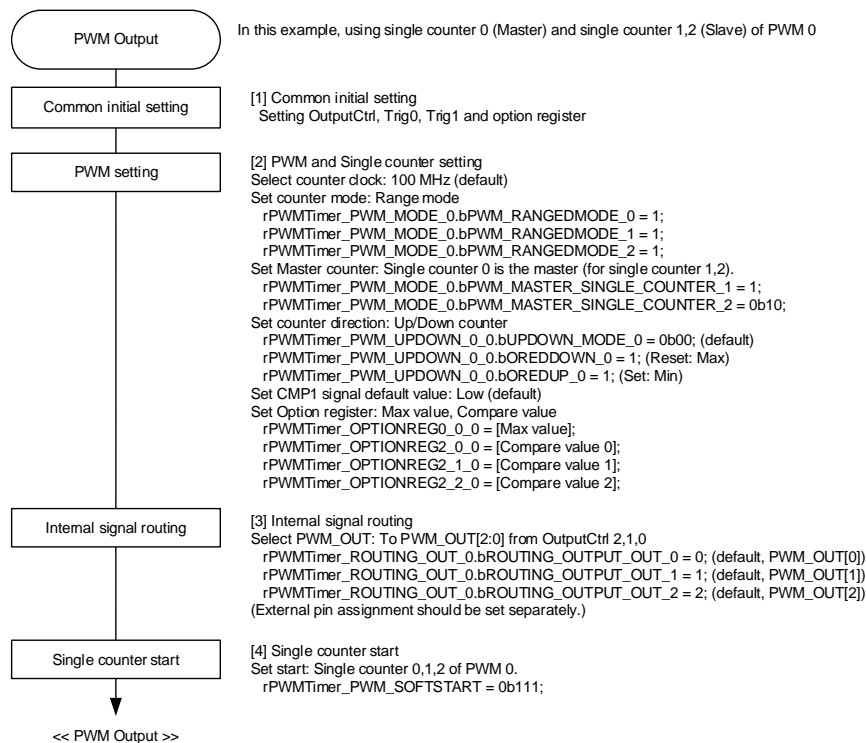 PWM Output
In this example, using single counter 0 (Master) and single counter 1,2 (Slave) of PWM 0
Common initial setting
[1] Common initial setting
Setting OutputCtrl, Trig0, Trig1 and option register
PWM setting
[2] PWM and Single counter setting
Select counter clock: 100 MHz (default)
Set counter mode: Range mode
rPWMTimer_PWM_MODE_0.bPWM_RANGEDMODE_0 = 1;
rPWMTimer_PWM_MODE_0.bPWM_RANGEDMODE_1 = 1;
rPWMTimer_PWM_MODE_0.bPWM_RANGEDMODE_2 = 1;
Set Master counter: Single counter 0 is the master (for single counter 1,2).
rPWMTimer_PWM_MODE_0.bPWM_MASTER_SINGLE_COUNTER_1 = 1;
rPWMTimer_PWM_MODE_0.bPWM_MASTER_SINGLE_COUNTER_2 = 0b10;
Set counter direction: Up/Down counter
rPWMTimer_PWM_UPDOWN_0_0.bUPDOWN_MODE_0 = 0b00; (default)
rPWMTimer_PWM_UPDOWN_0_0.bOREDDOWN_0 = 1; (Reset: Max)
rPWMTimer_PWM_UPDOWN_0_0.bOREDUP_0 = 1; (Set: Min)
Set CMP1 signal default value: Low (default)
Set Option register: Max value, Compare value
rPWMTimer_OPTIONREG0_0_0 = [Max value];
rPWMTimer_OPTIONREG2_0_0 = [Compare value 0];
rPWMTimer_OPTIONREG2_1_0 = [Compare value 1];
rPWMTimer_OPTIONREG2_2_0 = [Compare value 2];
Internal signal routing
[3] Internal signal routing
Select PWM_OUT: To PWM_OUT[2:0] from OutputCtrl 2,1,0
rPWMTimer_ROUTING_OUT_0.bROUTING_OUTPUT_OUT_0 = 0; (default, PWM_OUT[0])
rPWMTimer_ROUTING_OUT_0.bROUTING_OUTPUT_OUT_1 = 1; (default, PWM_OUT[1])
rPWMTimer_ROUTING_OUT_0.bROUTING_OUTPUT_OUT_2 = 2; (default, PWM_OUT[2])
(External pin assignment should be set separately.)
Single counter start
[4] Single counter start
Set start: Single counter 0,1,2 of PWM 0.
rPWMTimer_PWM_SOFTSTART = 0b111;
<< PWM Output >>